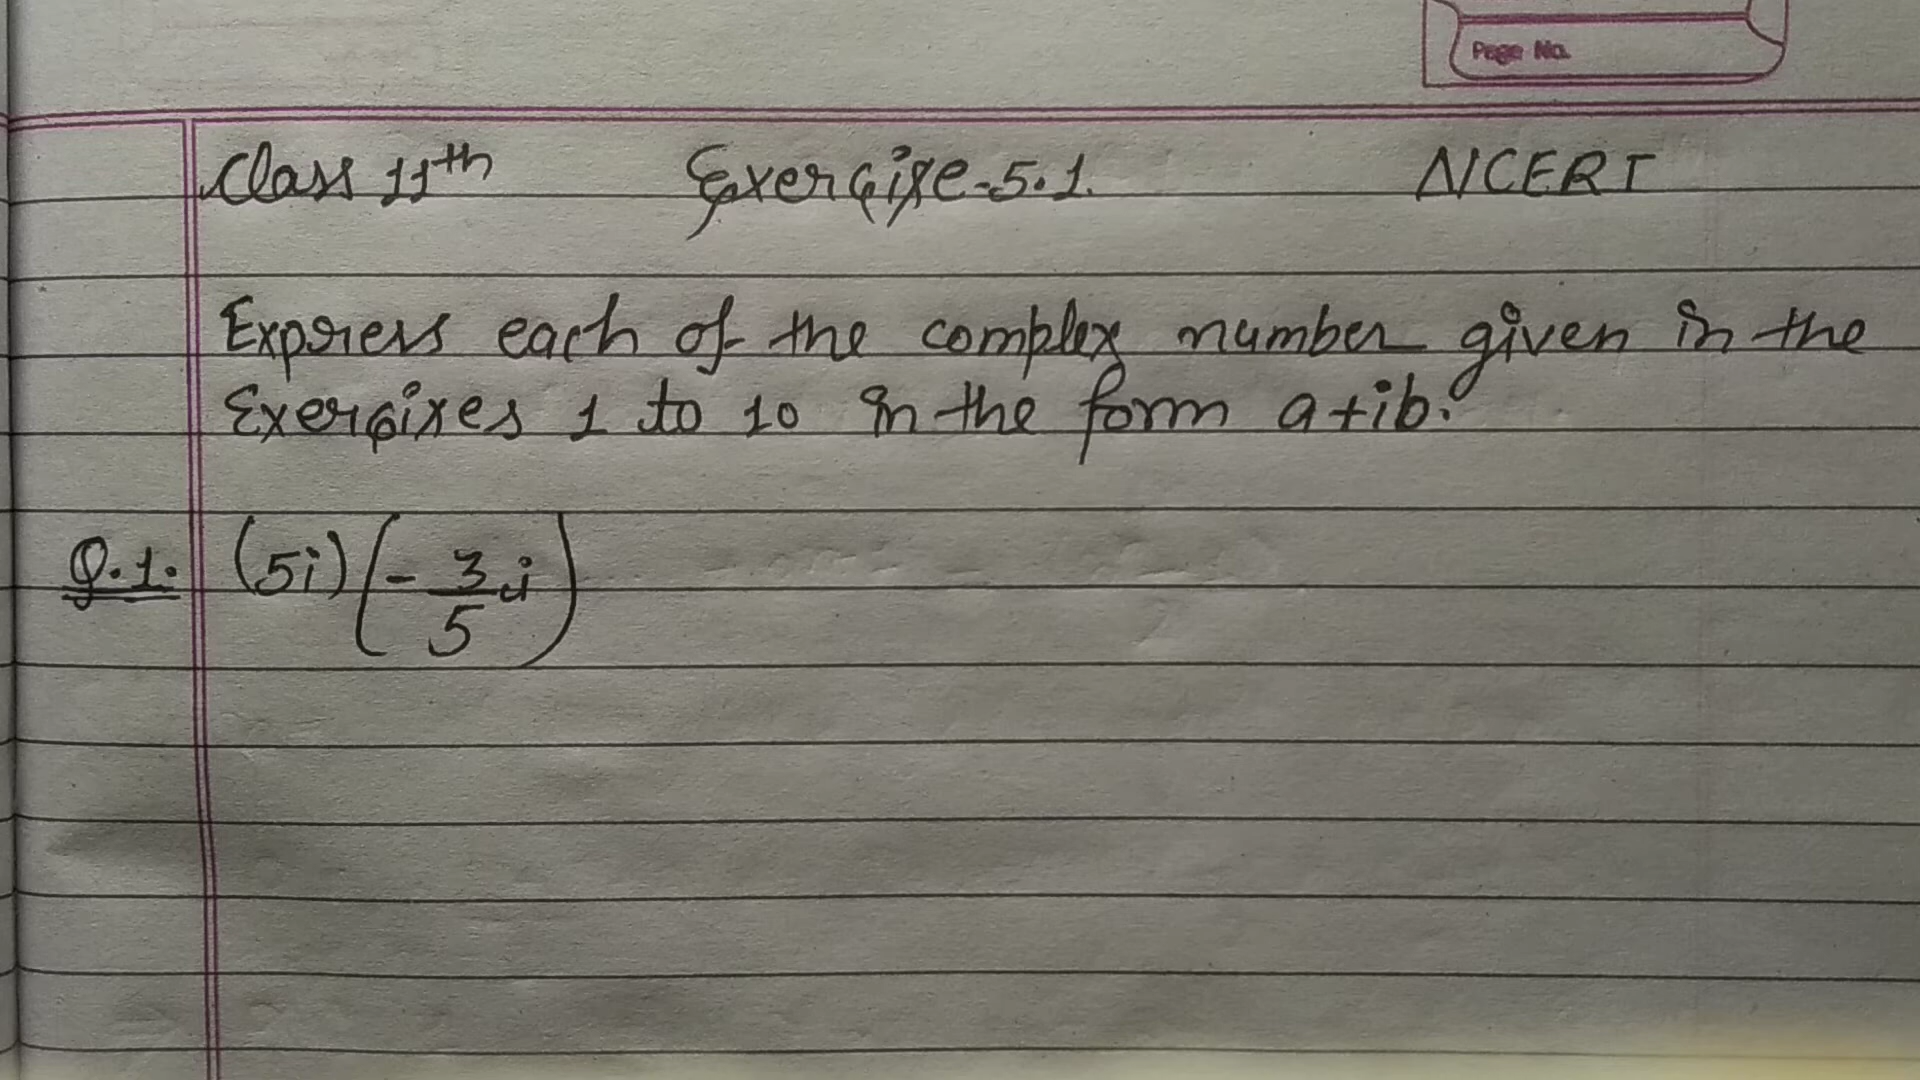 Page No.
Class 11th Exercise-5.1. NCERT
Express each of the complex number given in the
Exercises 1 to 10 in the form a+ib.
Q.1. (5i)(-3/5 i)